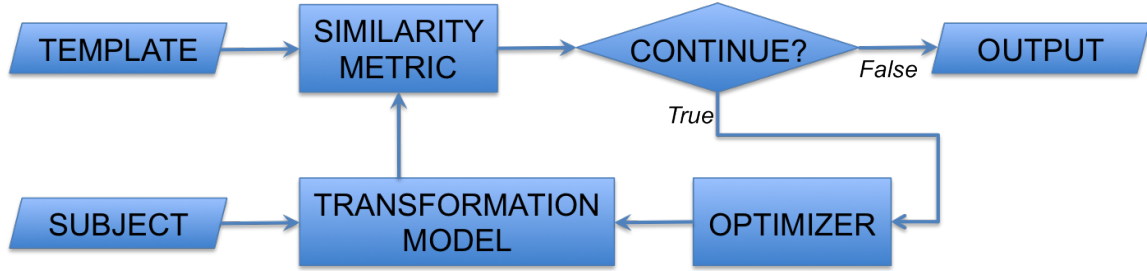 TEMPLATE
SIMILARITY
METRIC
CONTINUE?
False
OUTPUT
True
SUBJECT
TRANSFORMATION
MODEL
OPTIMIZER